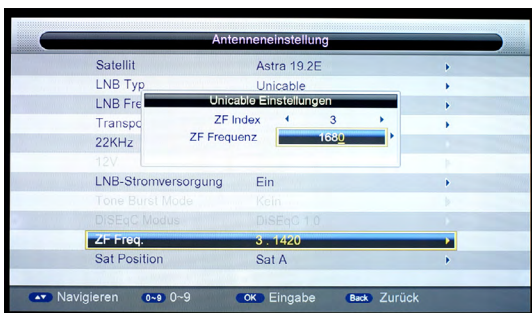 Antenneneinstellung
Satellit Astra 19.2E
LNB Typ Unicable
LNB Fre
Unicable Einstellungen
Transpo
ZF Index 3
ZF Frequenz 1680
22KHz
12V
LNB-Stromversorgung Ein
Tone Burst Mode Kein
DiSEqC Modus DiSEqC 1.0
ZF Freq. 3 . 1420
Sat Position Sat A
Navigieren 0~9 0~9 OK Eingabe Back Zurück